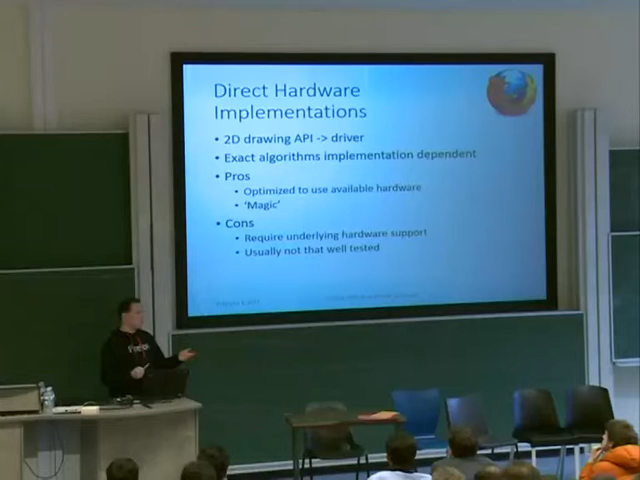 Direct Hardware
Implementations
• 2D drawing API -> driver
• Exact algorithms implementation dependent
• Pros
• Optimized to use available hardware
• 'Magic'
• Cons
• Require underlying hardware support
• Usually not that well tested